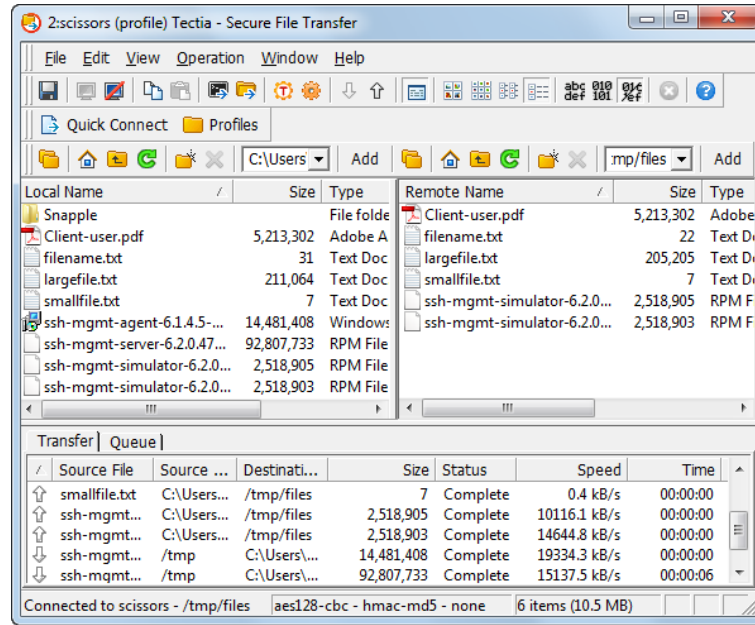 2:scissors (profile) Tectia - Secure File Transfer
File Edit View Operation Window Help
abc def 010 101
Quick Connect Profiles
C:\Users Add mp/files Add
Local Name Size Type Remote Name Size Type
Snapple File folde Client-user.pdf 5,213,302 Adobe
Client-user.pdf 5,213,302 Adobe A filename.txt 22 Text D
filename.txt 31 Text Doc largefile.txt 205,205 Text D
largefile.txt 211,064 Text Doc smallfile.txt 7 Text D
smallfile.txt 7 Text Doc ssh-mgmt-simulator-6.2.0... 2,518,905 RPM F
ssh-mgmt-agent-6.1.4.5-... 14,481,408 Windows ssh-mgmt-simulator-6.2.0... 2,518,903 RPM F
ssh-mgmt-server-6.2.0.47... 92,807,733 RPM File
ssh-mgmt-simulator-6.2.0... 2,518,905 RPM File
ssh-mgmt-simulator-6.2.0... 2,518,903 RPM File
Transfer Queue
Source File Source ... Destinati... Size Status Speed Time
smallfile.txt C:\Users... /tmp/files 7 Complete 0.4 kB/s 00:00:00
ssh-mgmt... C:\Users... /tmp/files 2,518,905 Complete 10116.1 kB/s 00:00:00
ssh-mgmt... C:\Users... /tmp/files 2,518,903 Complete 14644.8 kB/s 00:00:00
ssh-mgmt... /tmp C:\Users\... 14,481,408 Complete 19334.3 kB/s 00:00:00
ssh-mgmt... /tmp C:\Users\... 92,807,733 Complete 15137.5 kB/s 00:00:06
Connected to scissors - /tmp/files aes128-cbc - hmac-md5 - none 6 items (10.5 MB)